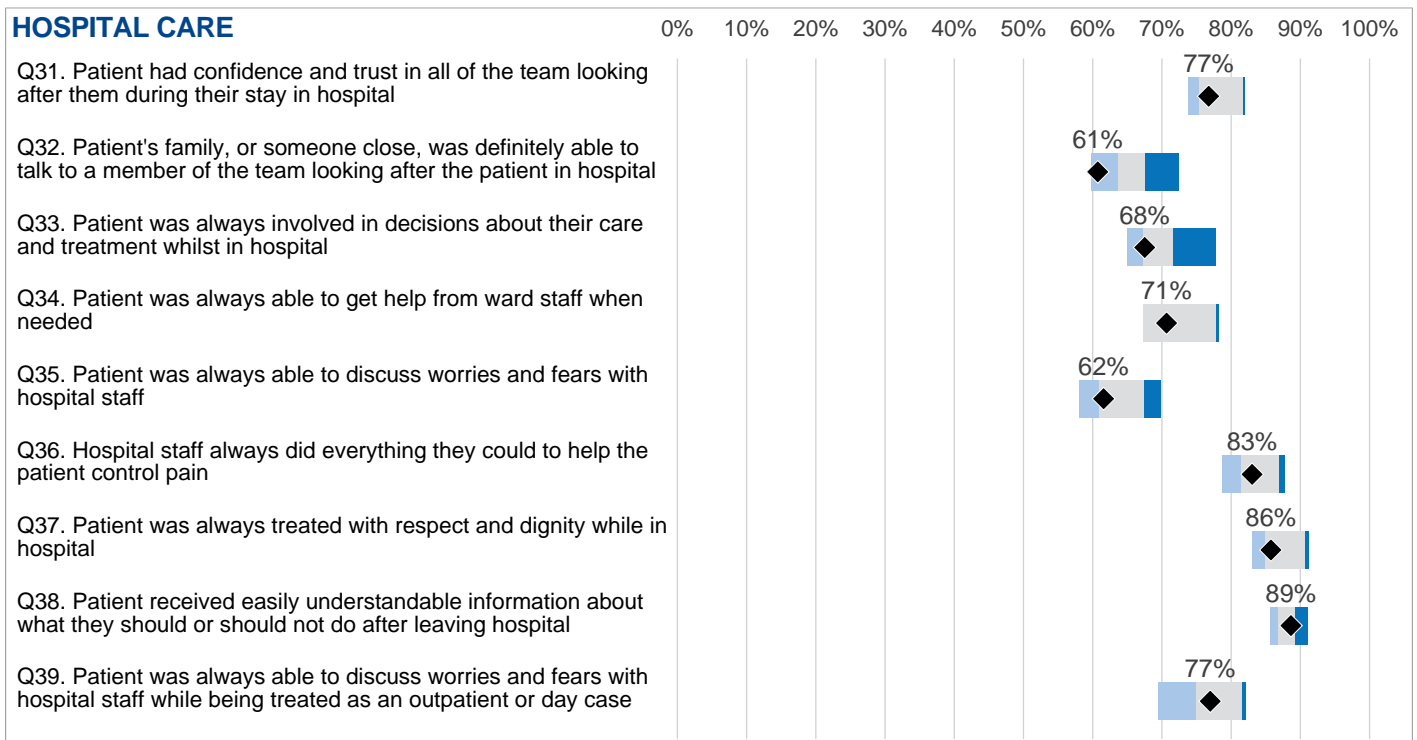 HOSPITAL CARE
0% 10% 20% 30% 40% 50% 60% 70% 80% 90% 100%
Q31. Patient had confidence and trust in all of the team looking
after them during their stay in hospital
77%
Q32. Patient's family, or someone close, was definitely able to
talk to a member of the team looking after the patient in hospital
61%
Q33. Patient was always involved in decisions about their care
and treatment whilst in hospital
68%
Q34. Patient was always able to get help from ward staff when
needed
71%
Q35. Patient was always able to discuss worries and fears with
hospital staff
62%
Q36. Hospital staff always did everything they could to help the
patient control pain
83%
Q37. Patient was always treated with respect and dignity while in
hospital
86%
Q38. Patient received easily understandable information about
what they should or should not do after leaving hospital
89%
Q39. Patient was always able to discuss worries and fears with
hospital staff while being treated as an outpatient or day case
77%